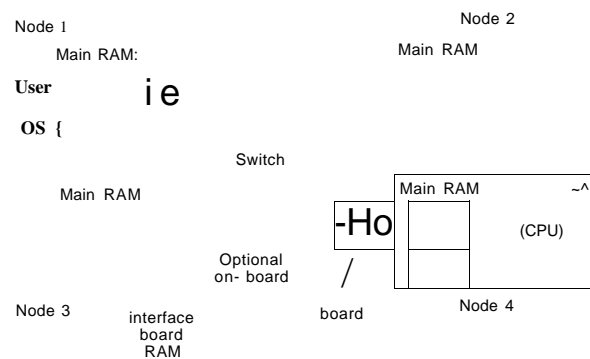 Node 1
Node 2
Main RAM:
Main RAM
User
ie
OS {
Switch
Main RAM
Main RAM
~^
-Ho
(CPU)
Optional
on- board
board
Node 3
Node 4
interface
board
RAM